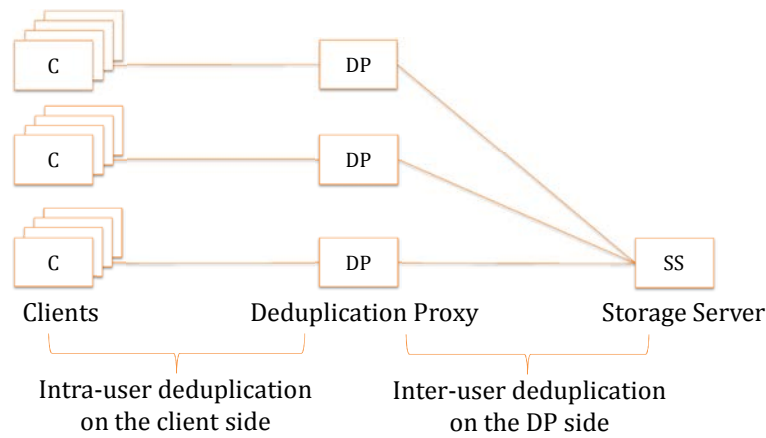 C
DP
C
DP
C
DP
SS
Clients
Deduplication Proxy
Storage Server
Intra-user deduplication
on the client side
Inter-user deduplication
on the DP side